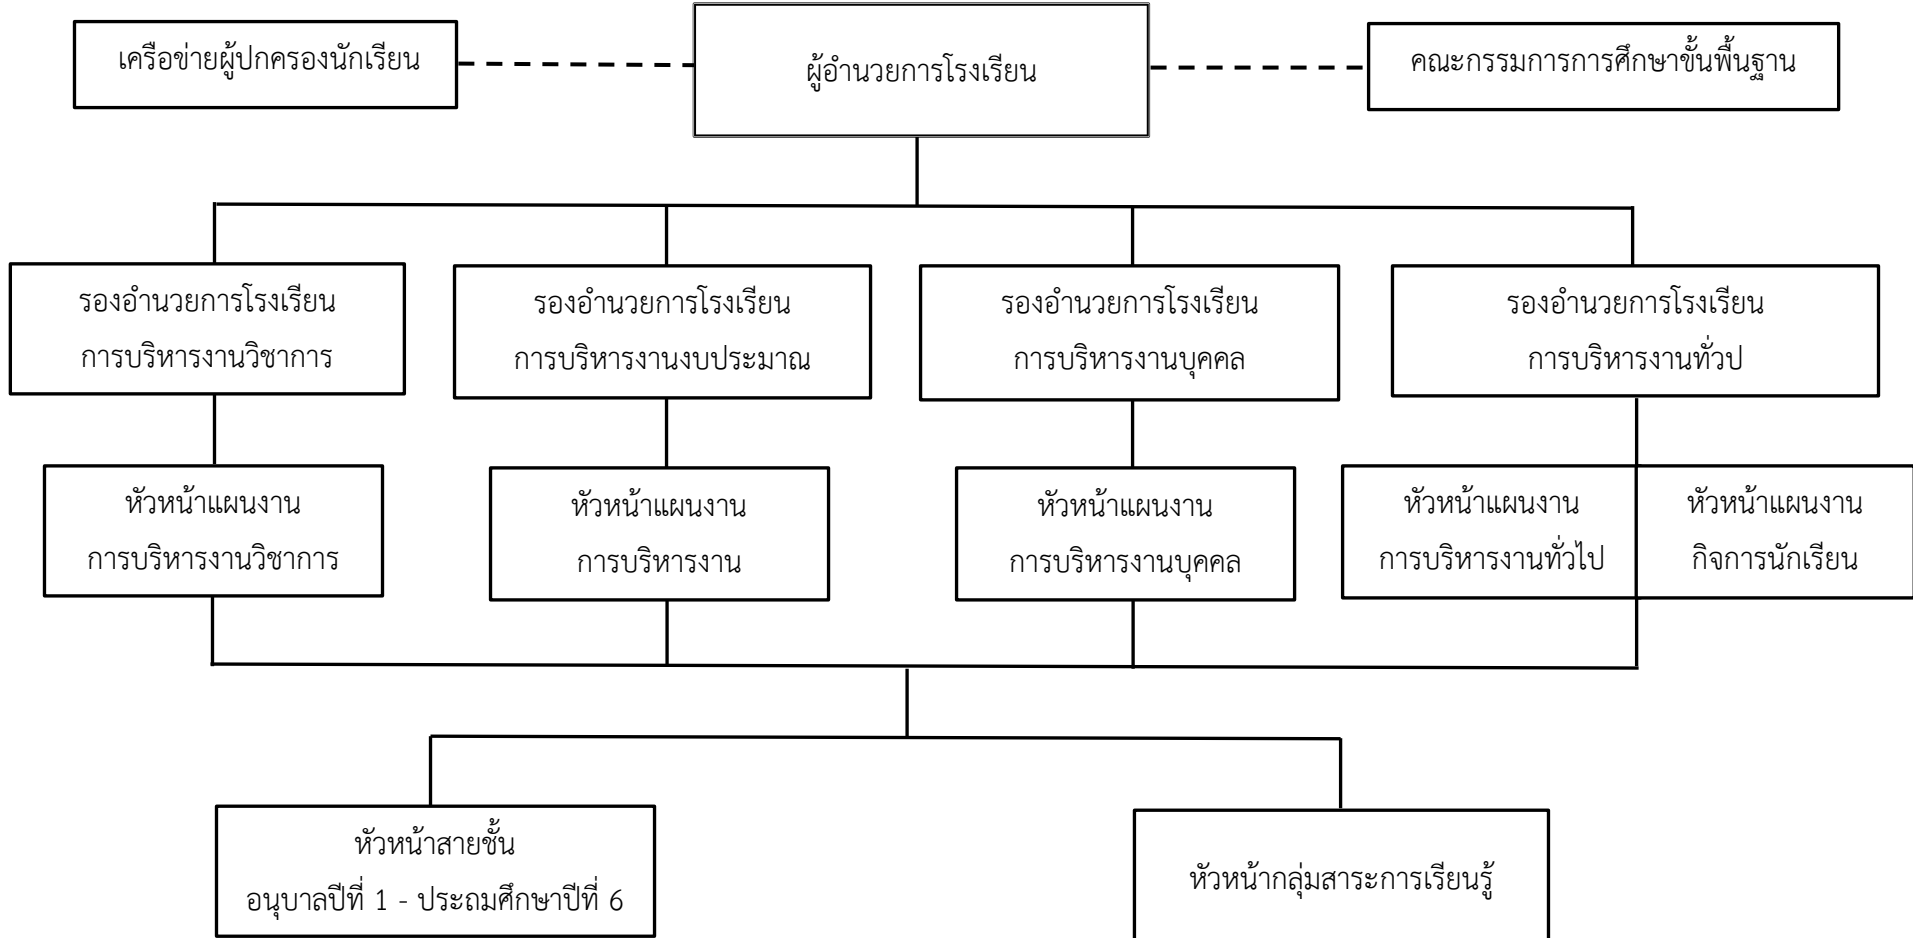 เครือข่ายผู้ปกครองนักเรียน
ผู้อำนวยการโรงเรียน
คณะกรรมการการศึกษาขั้นพื้นฐาน
รองอำนวยการโรงเรียน
การบริหารงานวิชาการ
รองอำนวยการโรงเรียน
การบริหารงานงบประมาณ
รองอำนวยการโรงเรียน
การบริหารงานบุคคล
รองอำนวยการโรงเรียน
การบริหารงานทั่วป
หัวหน้าแผนงาน
การบริหารงานวิชาการ
หัวหน้าแผนงาน
การบริหารงาน
หัวหน้าแผนงาน
การบริหารงานบุคคล
หัวหน้าแผนงาน
การบริหารงานทั่วไป
หัวหน้าแผนงาน
กิจการนักเรียน
หัวหน้าสายชั้น
อนุบาลปีที่ 1 - ประถมศึกษาปีที่ 6
หัวหน้ากลุ่มสาระการเรียนรู้